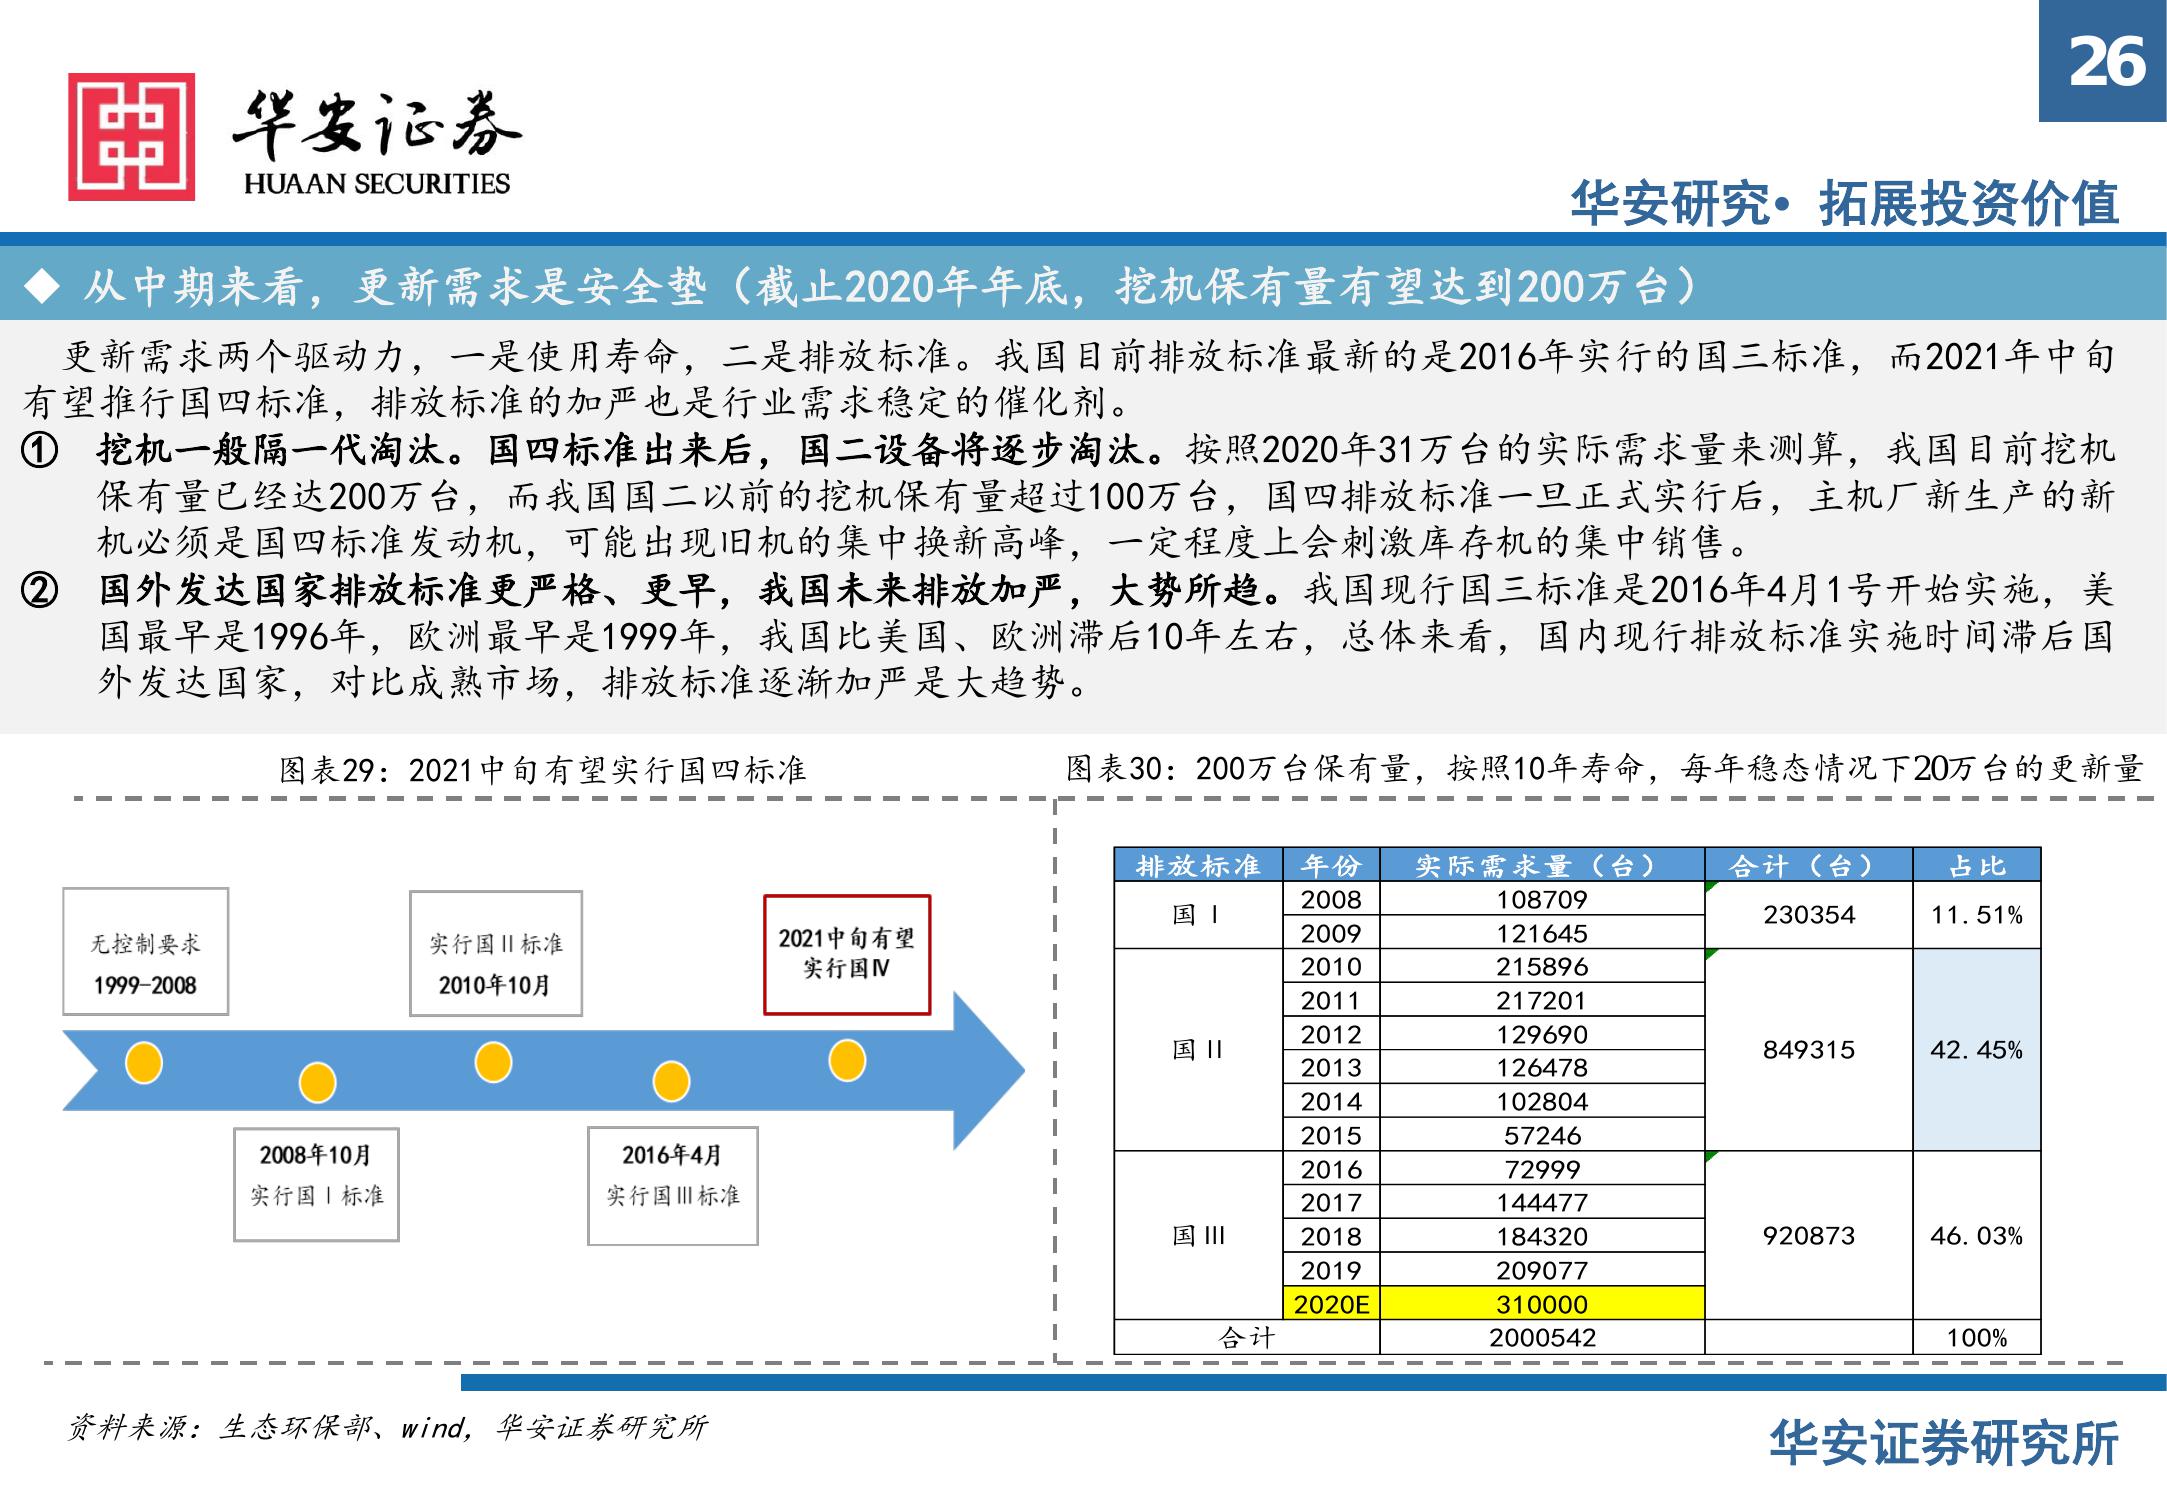 26
华安证券
HUAAN SECURITIES
华安研究• 拓展投资价值
◆ 从中期来看，更新需求是安全垫（截止2020年年底，挖机保有量有望达到200万台）
更新需求两个驱动力，一是使用寿命，二是排放标准。我国目前排放标准最新的是2016年实行的国三标准，而2021年中旬
有望推行国四标准，排放标准的加严也是行业需求稳定的催化剂。
① 挖机一般隔一代淘汰。国四标准出来后，国二设备将逐步淘汰。按照2020年31万台的实际需求量来测算，我国目前挖机
保有量已经达200万台，而我国国二以前的挖机保有量超过100万台，国四排放标准一旦正式实行后，主机厂新生产的新
机必须是国四标准发动机，可能出现旧机的集中换新高峰，一定程度上会刺激库存机的集中销售。
② 国外发达国家排放标准更严格、更早，我国未来排放加严，大势所趋。我国现行国三标准是2016年4月1号开始实施，美
国最早是1996年，欧洲最早是1999年，我国比美国、欧洲滞后10年左右，总体来看，国内现行排放标准实施时间滞后国
外发达国家，对比成熟市场，排放标准逐渐加严是大趋势。
图表29：2021中旬有望实行国四标准
无控制要求
1999-2008
实行国Ⅱ标准
2010年10月
2021中旬有望
实行国Ⅳ
2008年10月
实行国Ⅰ标准
2016年4月
实行国Ⅲ标准
图表30：200万台保有量，按照10年寿命，每年稳态情况下20万台的更新量
排放标准 年份 实际需求量（台） 合计（台） 占比
国Ⅰ 2008 108709 230354 11.51%
2009 121645
国Ⅱ 2010 215896 849315 42.45%
2011 217201
2012 129690
2013 126478
2014 102804
2015 57246
国Ⅲ 2016 72999 920873 46.03%
2017 144477
2018 184320
2019 209077
2020E 310000
合计 2000542 100%
资料来源：生态环保部、wind，华安证券研究所
华安证券研究所